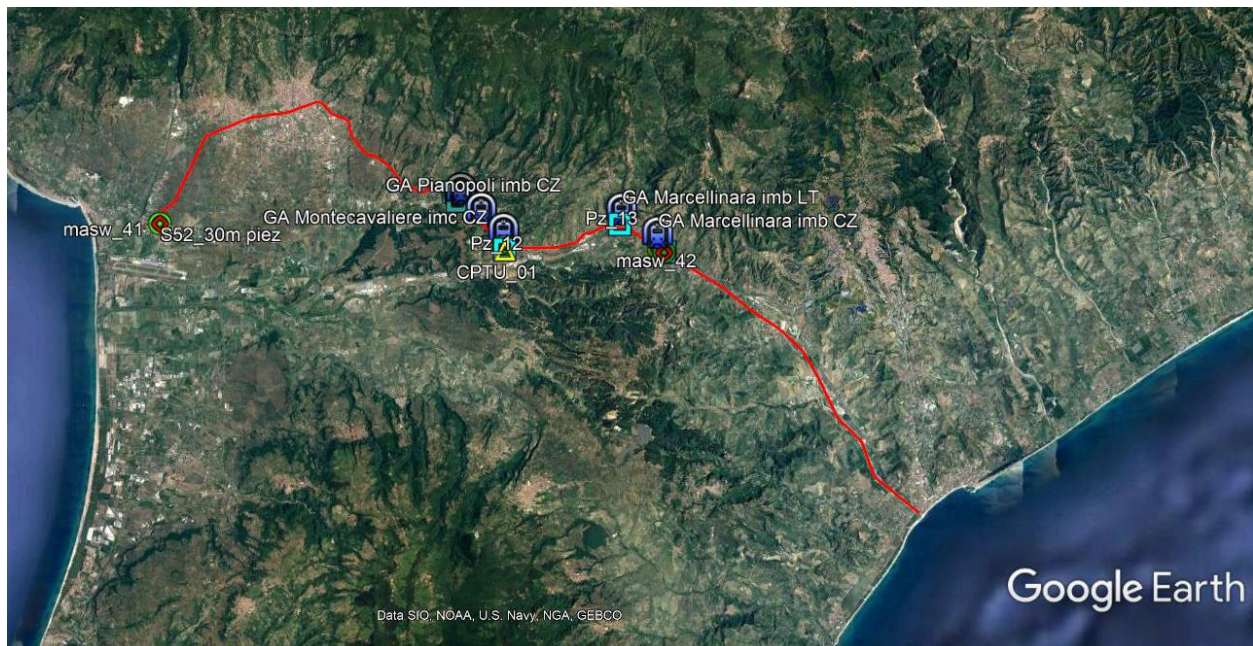 GA Pianopoli imb CZ
GA Marcellinara imb LT
GA Montecavaliere imc CZ
Pz_13
GA Marcellinara imb CZ
masw_41
S52_30m piez
Pz_12
masw_42
CPTU_01
Google Earth
Data SIO, NOAA, U.S. Navy, NGA, GEBCO